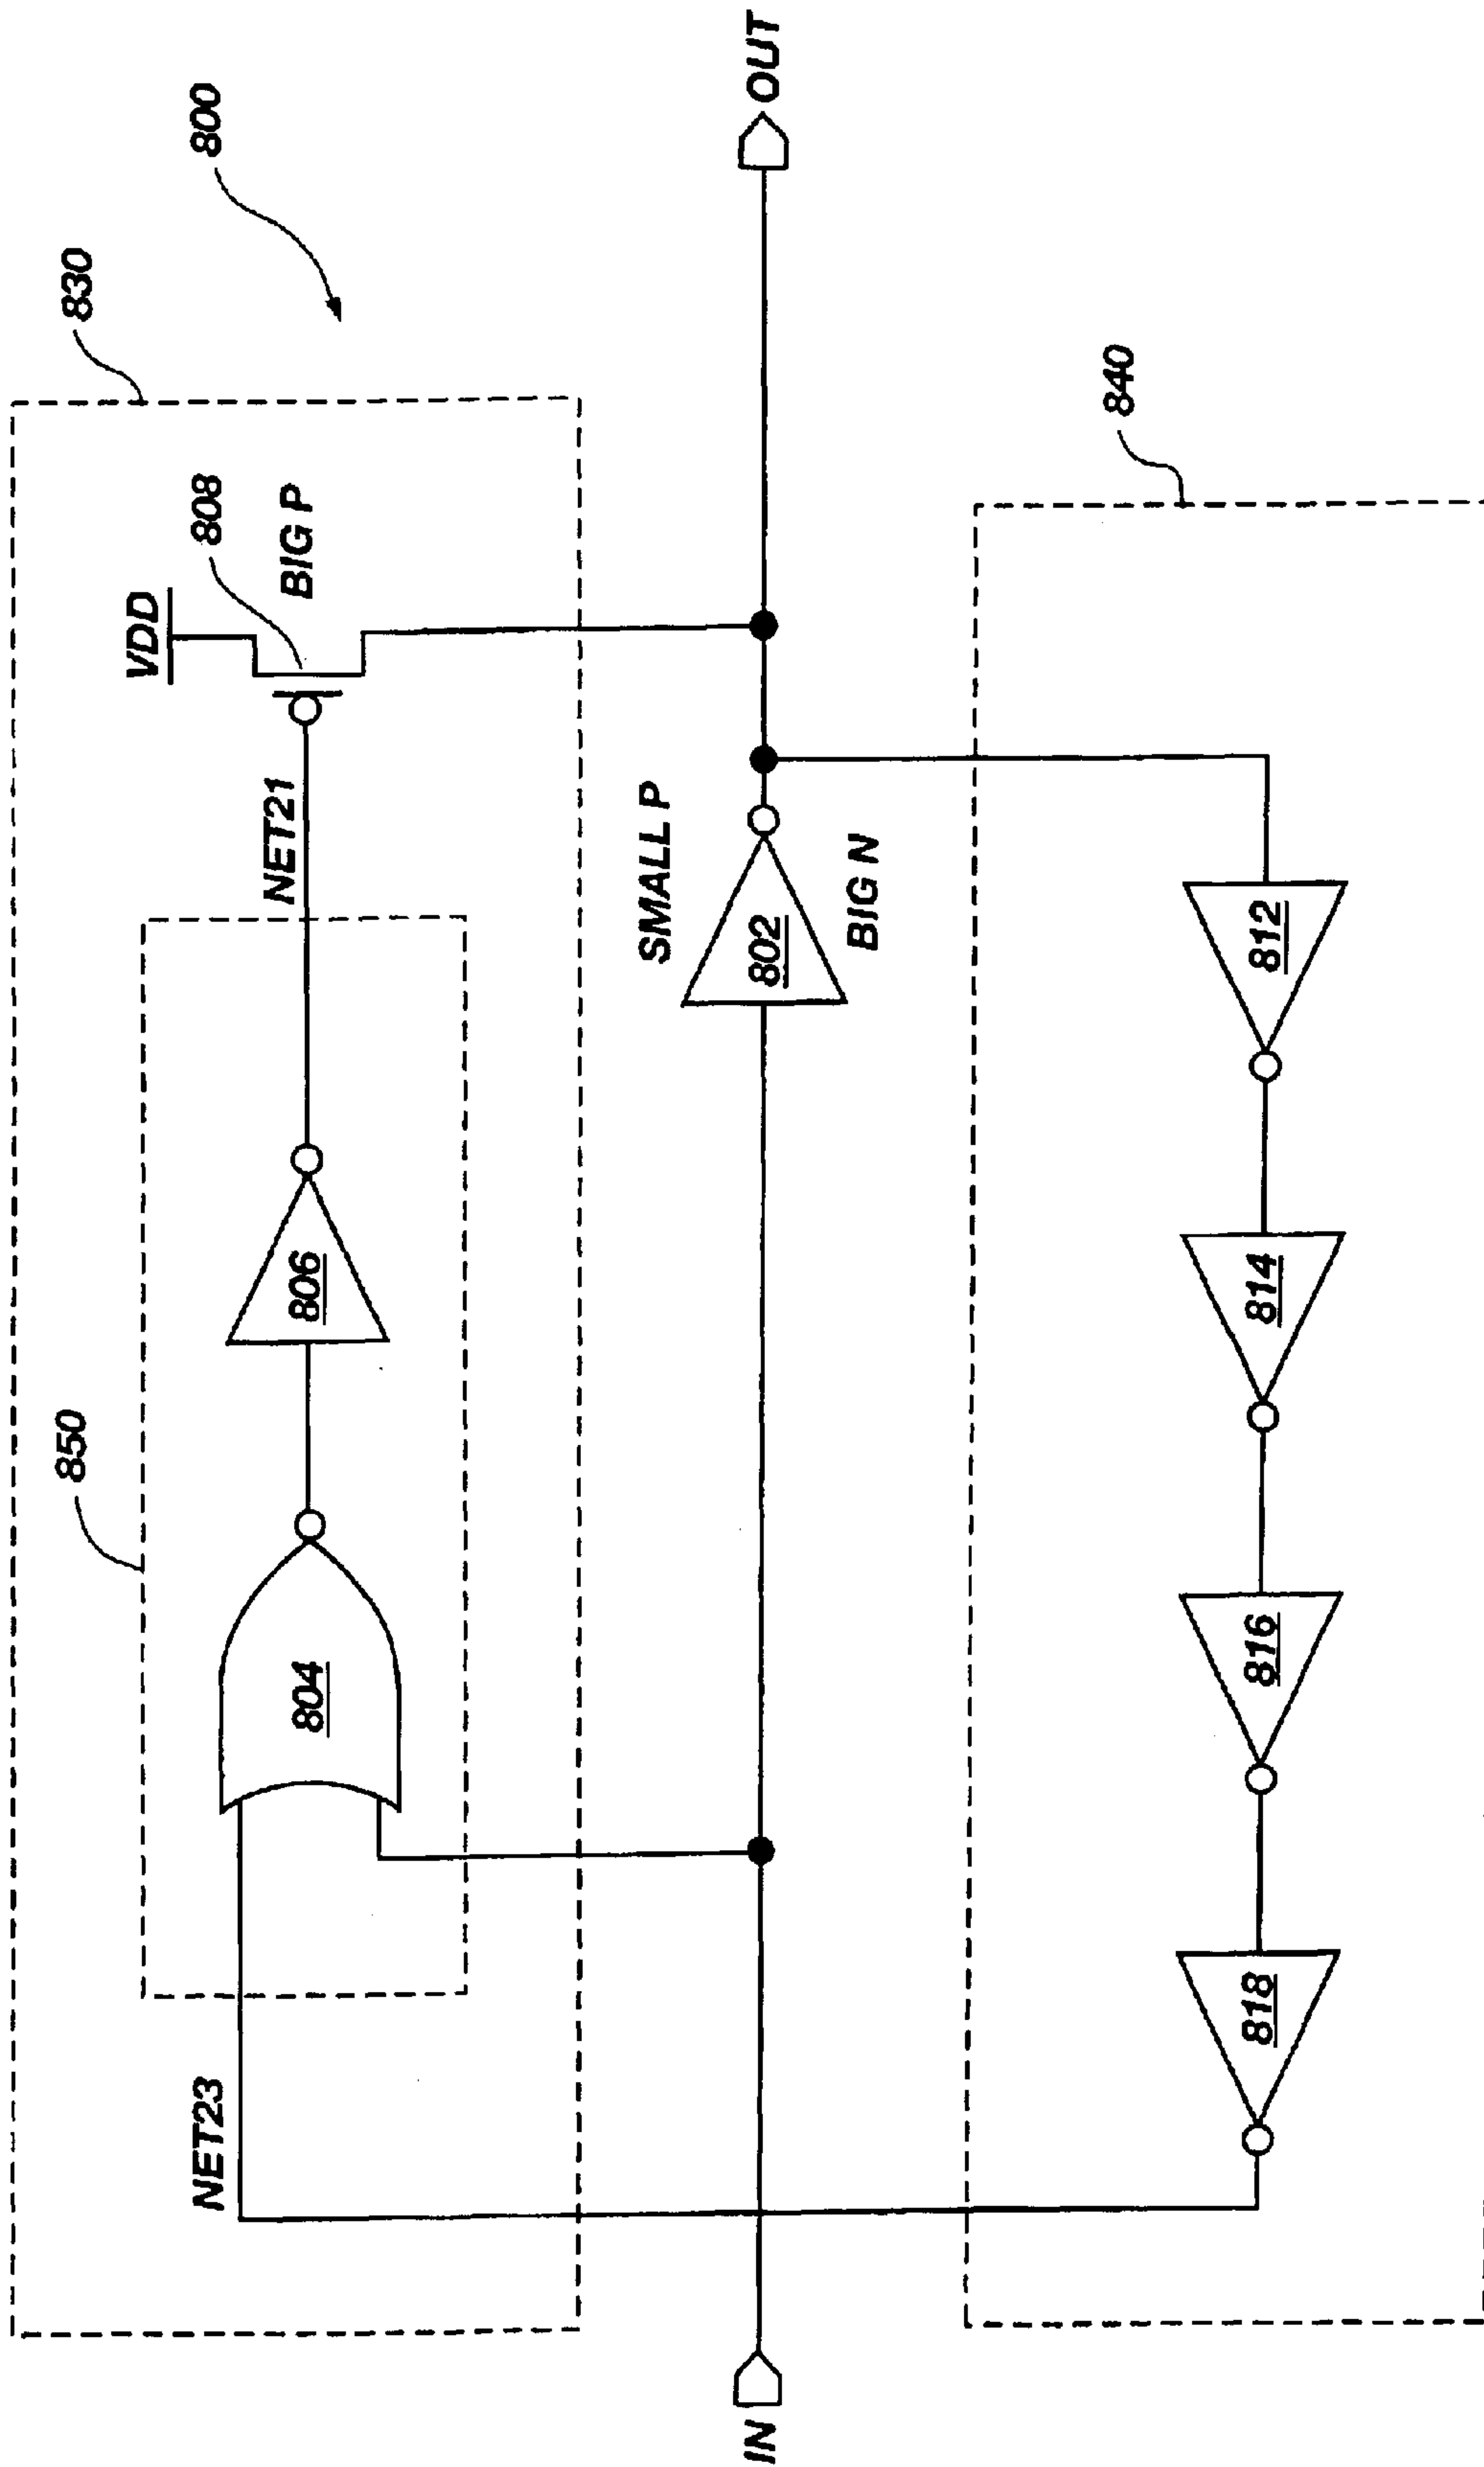 800
830
850
VDD
808
BIG P
NET21
806
804
NET23
SMALL P
802
BIG N
IN
OUT
840
818
816
814
812